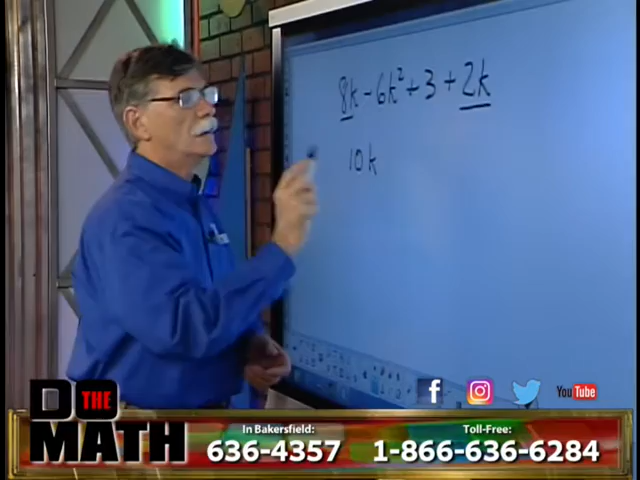 8k - 6k² + 3 + 2k
10k
DO THE MATH
In Bakersfield:
636-4357
Toll-Free:
1-866-636-6284
f
YouTube